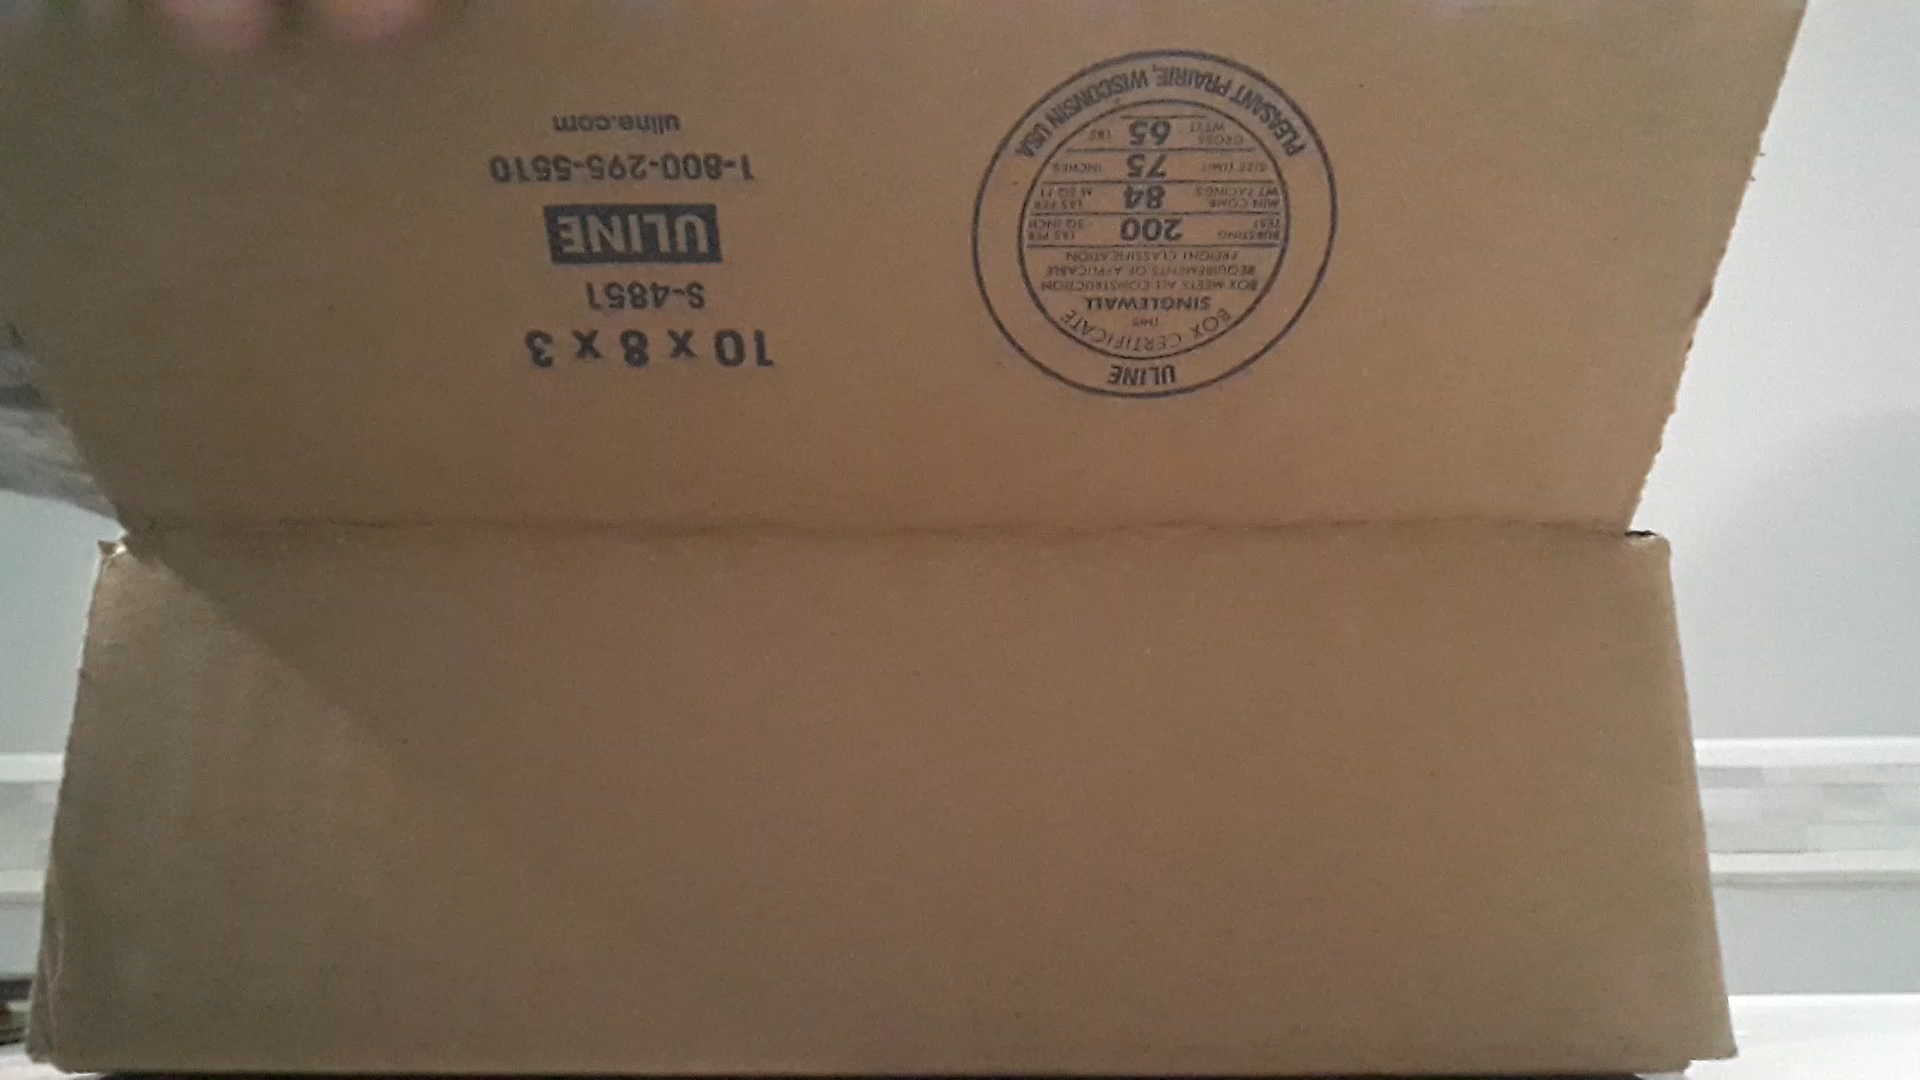 10 x 8 x 3
S-4851
ULINE
1-800-295-5510
uline.com
ULINE
BOX CERTIFICATE
THIS
SINGLEWALL
BOX MEETS ALL CONSTRUCTION
REQUIREMENTS OF APPLICABLE
FREIGHT CLASSIFICATION
BURSTING TEST 200 LBS PER SQ INCH
MIN COMB WT FACINGS 84 LBS PER M SQ FT
SIZE LIMIT 75 INCHES
GROSS WT LT 65 LBS
PLEASANT PRAIRIE, WISCONSIN USA